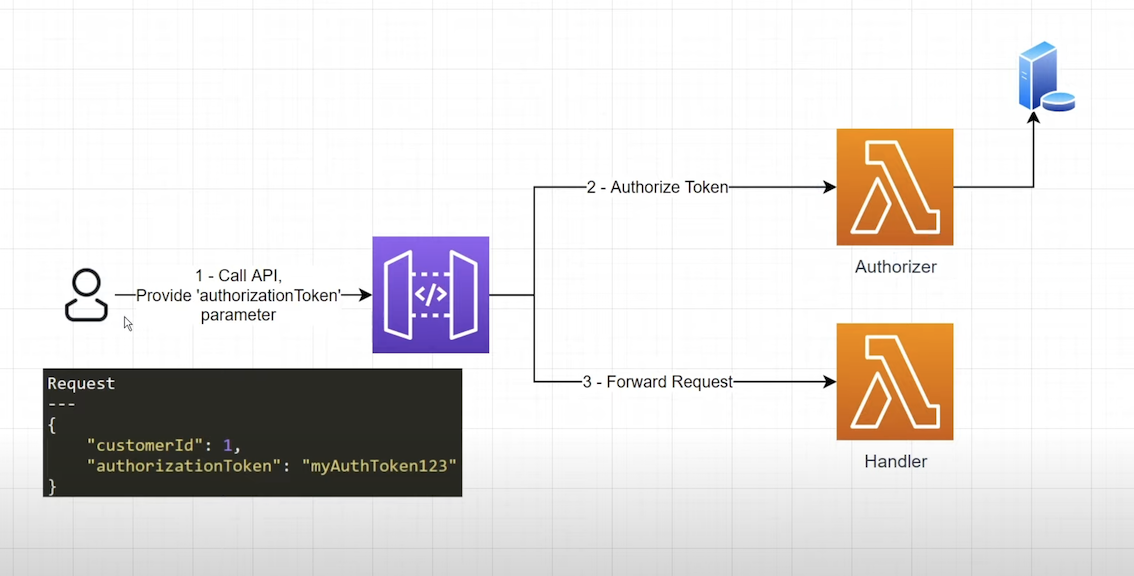 1 - Call API,
Provide 'authorizationToken'
parameter
2 - Authorize Token
Authorizer
3 - Forward Request
Handler
</>
Request
---
{
    "customerId": 1,
    "authorizationToken": "myAuthToken123"
}